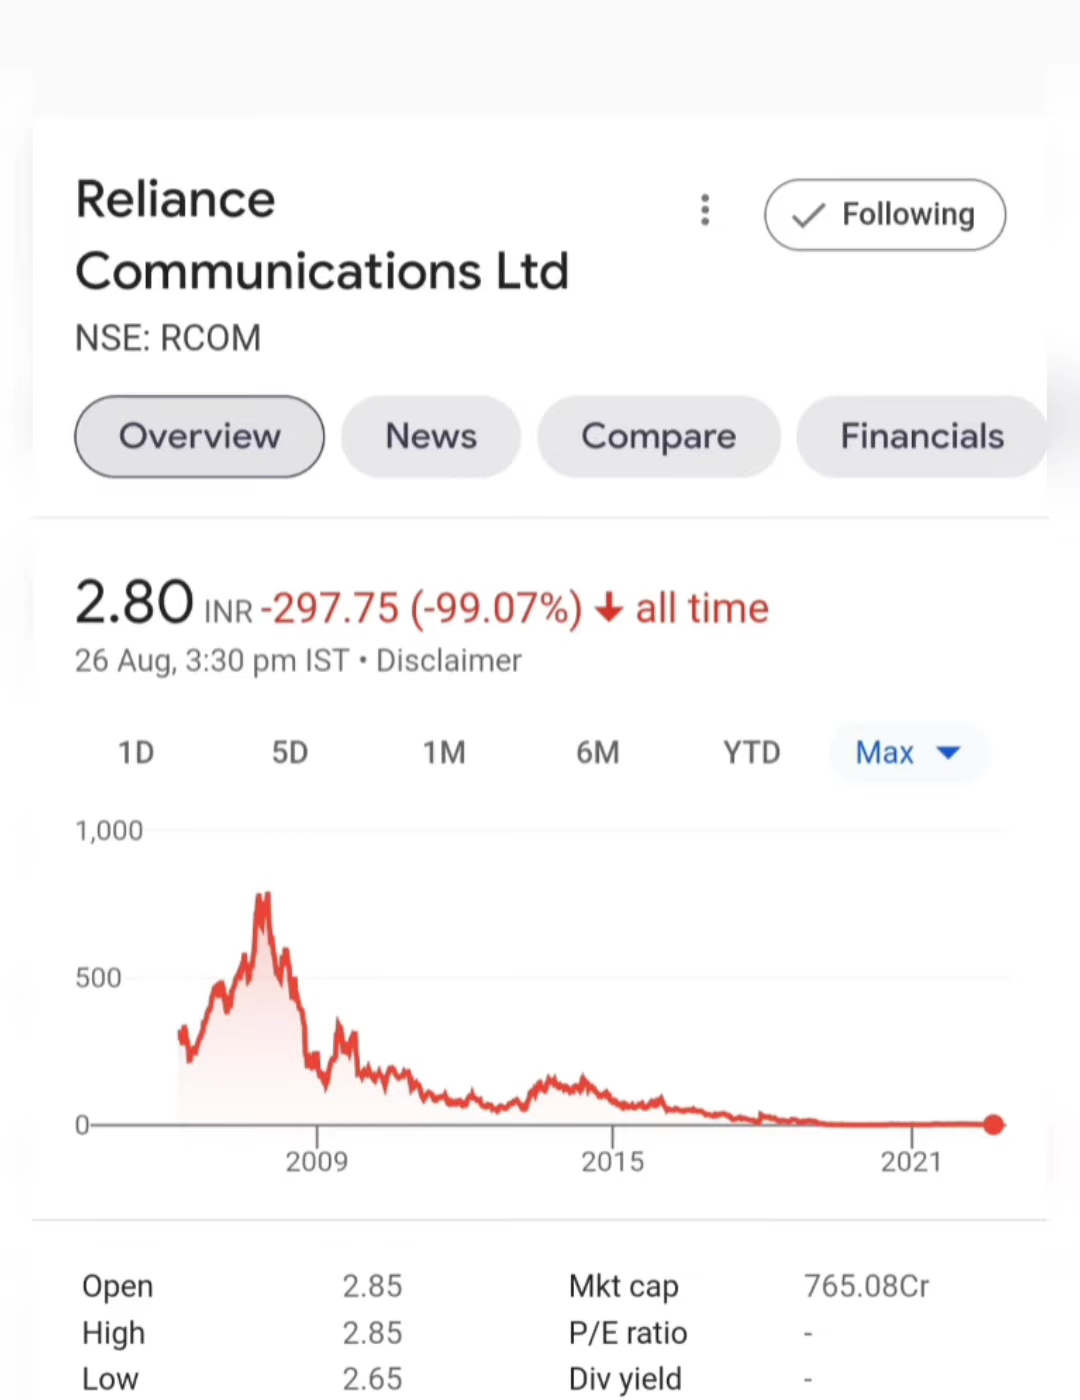 Reliance
Communications Ltd
Following
NSE: RCOM
Overview News Compare Financials
2.80 INR -297.75 (-99.07%) ↓ all time
26 Aug, 3:30 pm IST • Disclaimer
1D 5D 1M 6M YTD Max
1,000
500
0
2009 2015 2021
Open 2.85 Mkt cap 765.08Cr
High 2.85 P/E ratio -
Low 2.65 Div yield -